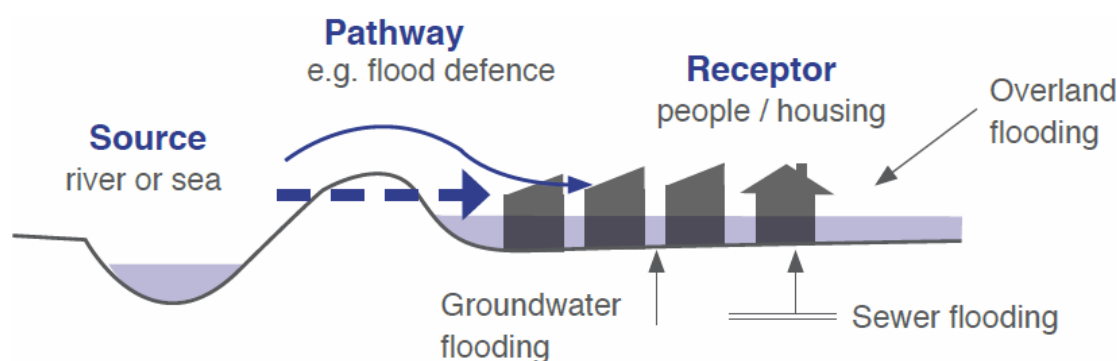 Pathway
e.g. flood defence
Receptor
people / housing
Overland
flooding
Source
river or sea
Groundwater
flooding
Sewer flooding